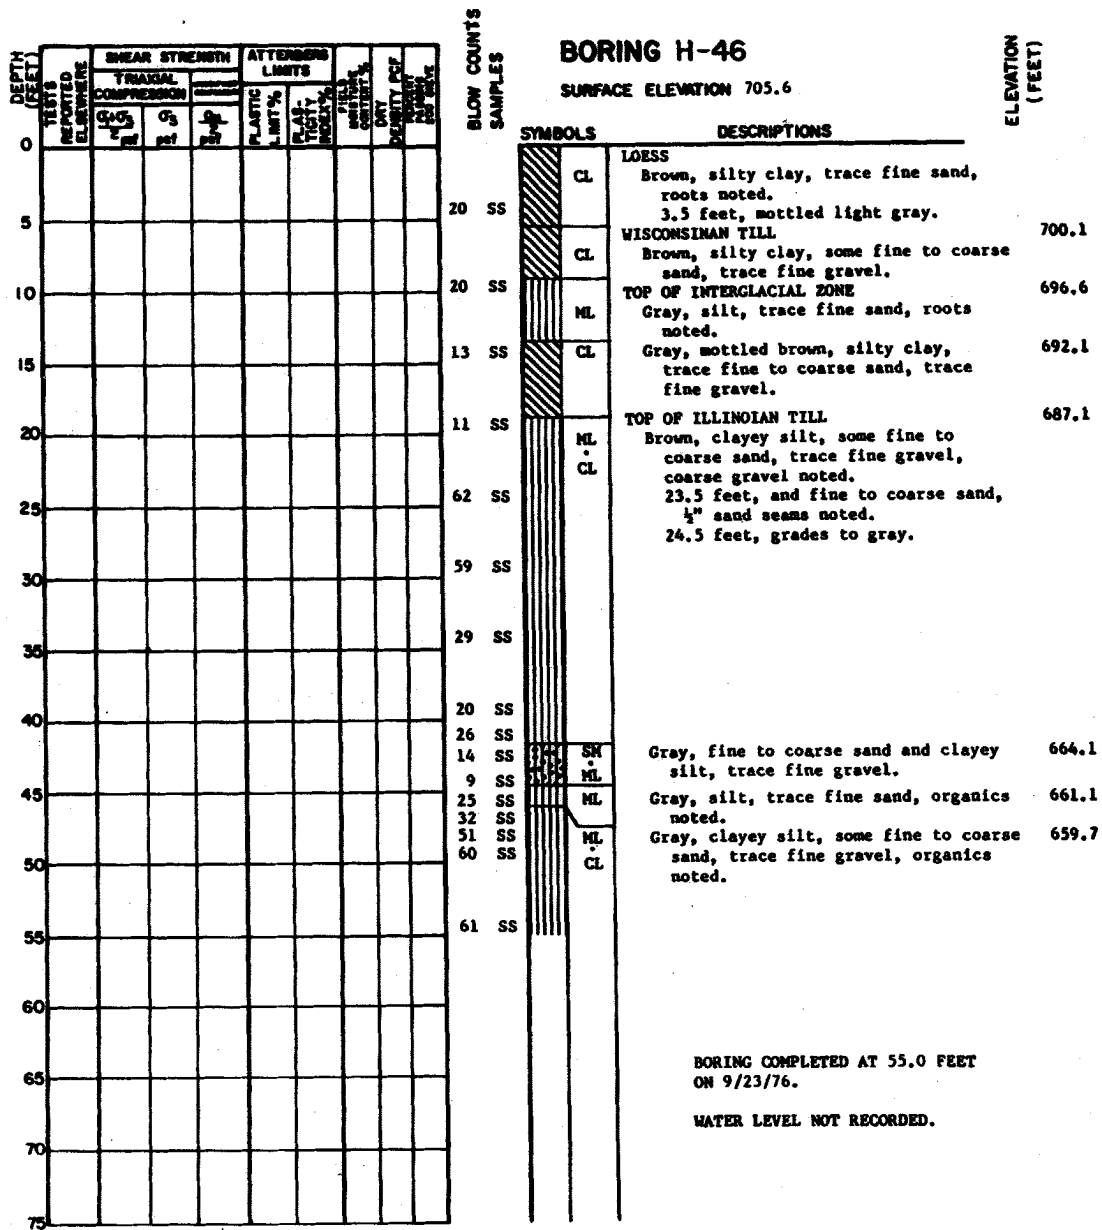 BORING H-46
SURFACE ELEVATION 705.6
DEPTH (FEET)
TESTS REPORTED ELSEWHERE
SHEAR STRENGTH
TRIAXIAL COMPRESSION
psf
psf
psf
ATTERBERG LIMITS
PLASTIC LIMIT%
PLAS-TICITY INDEX%
FIELD MOISTURE CONTENT%
DRY DENSITY PCF
BLOW COUNTS
SAMPLES
SYMBOLS
DESCRIPTIONS
ELEVATION (FEET)
0
LOESS
CL Brown, silty clay, trace fine sand,
roots noted.
20 SS 3.5 feet, mottled light gray.
5
WISCONSINAN TILL 700.1
CL Brown, silty clay, some fine to coarse
sand, trace fine gravel.
20 SS
10
TOP OF INTERGLACIAL ZONE 696.6
ML Gray, silt, trace fine sand, roots
noted.
13 SS CL Gray, mottled brown, silty clay, 692.1
15
trace fine to coarse sand, trace
fine gravel.
11 SS TOP OF ILLINOIAN TILL 687.1
20
ML Brown, clayey silt, some fine to
CL coarse sand, trace fine gravel,
coarse gravel noted.
62 SS 23.5 feet, and fine to coarse sand,
25
½" sand seams noted.
24.5 feet, grades to gray.
59 SS
30
29 SS
35
20 SS
40
26 SS
14 SS SM Gray, fine to coarse sand and clayey 664.1
9 SS ML silt, trace fine gravel.
45
25 SS ML Gray, silt, trace fine sand, organics 661.1
32 SS noted.
51 SS ML Gray, clayey silt, some fine to coarse 659.7
60 SS CL sand, trace fine gravel, organics
50
noted.
61 SS
55
60
BORING COMPLETED AT 55.0 FEET
65
ON 9/23/76.
WATER LEVEL NOT RECORDED.
70
75